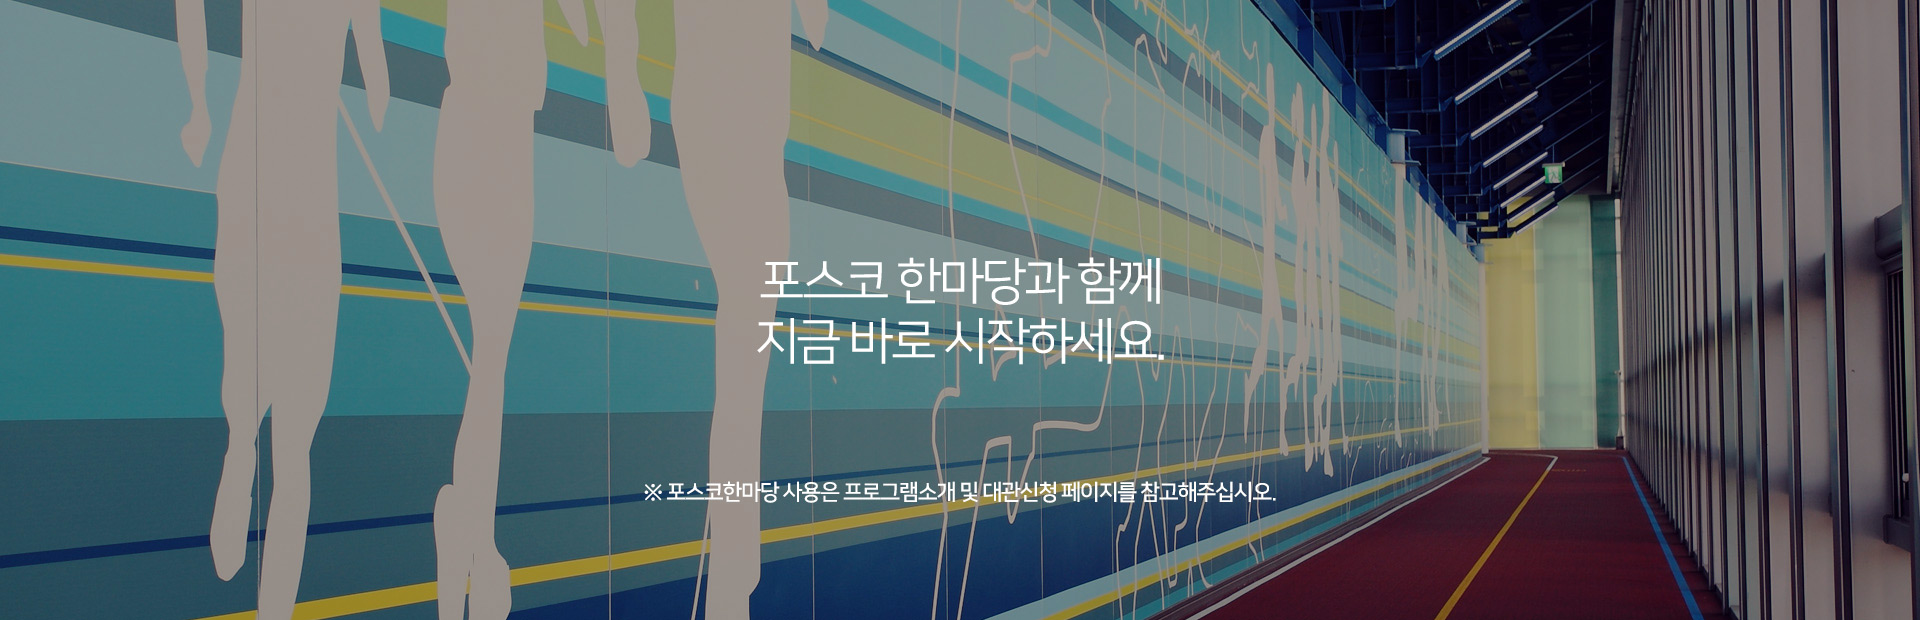 포스코 한마당과 함께
지금 바로 시작하세요.
※ 포스코한마당 사용은 프로그램소개 및 대관신청 페이지를 참고해주십시오.